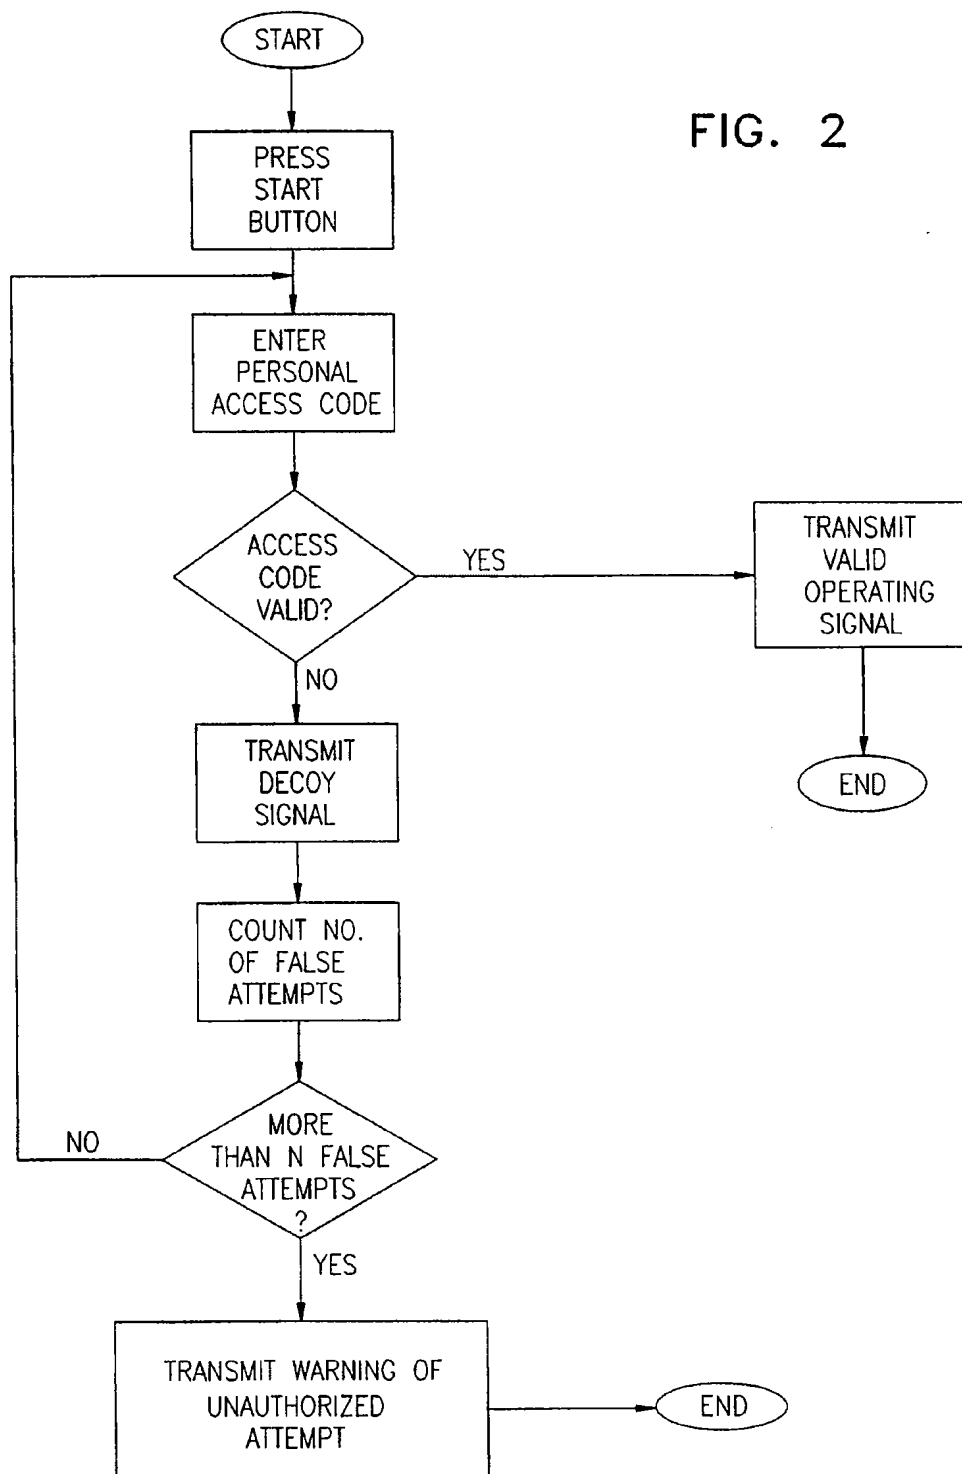 START
FIG. 2
PRESS
START
BUTTON
ENTER
PERSONAL
ACCESS CODE
ACCESS
CODE
VALID?
YES
TRANSMIT
VALID
OPERATING
SIGNAL
NO
END
TRANSMIT
DECOY
SIGNAL
COUNT NO.
OF FALSE
ATTEMPTS
MORE
THAN N FALSE
ATTEMPTS
?
NO
YES
TRANSMIT WARNING OF
UNAUTHORIZED
ATTEMPT
END